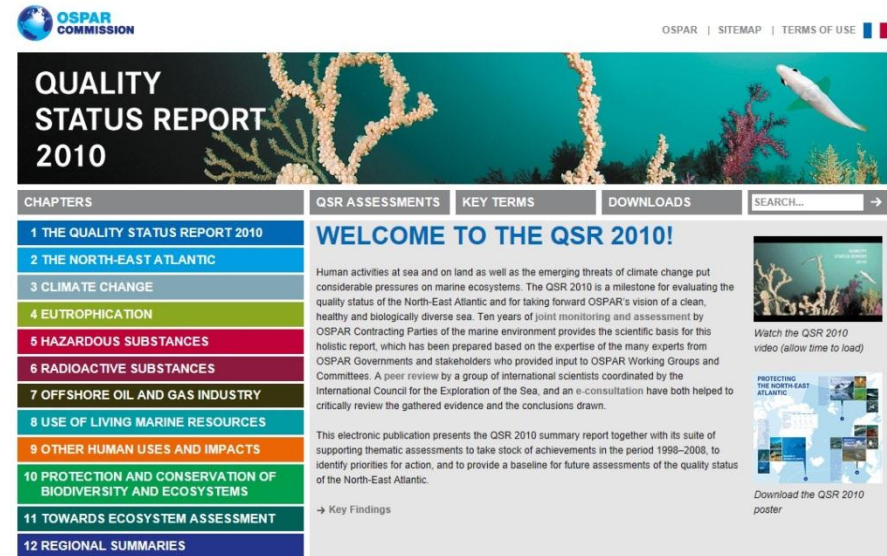 OSPAR
COMMISSION
OSPAR | SITEMAP | TERMS OF USE
QUALITY
STATUS REPORT
2010
CHAPTERS
QSR ASSESSMENTS
KEY TERMS
DOWNLOADS
SEARCH...
1 THE QUALITY STATUS REPORT 2010
2 THE NORTH-EAST ATLANTIC
3 CLIMATE CHANGE
4 EUTROPHICATION
5 HAZARDOUS SUBSTANCES
6 RADIOACTIVE SUBSTANCES
7 OFFSHORE OIL AND GAS INDUSTRY
8 USE OF LIVING MARINE RESOURCES
9 OTHER HUMAN USES AND IMPACTS
10 PROTECTION AND CONSERVATION OF
BIODIVERSITY AND ECOSYSTEMS
11 TOWARDS ECOSYSTEM ASSESSMENT
12 REGIONAL SUMMARIES
WELCOME TO THE QSR 2010!
Human activities at sea and on land as well as the emerging threats of climate change put
considerable pressures on marine ecosystems. The QSR 2010 is a milestone for evaluating the
quality status of the North-East Atlantic and for taking forward OSPAR's vision of a clean,
healthy and biologically diverse sea. Ten years of joint monitoring and assessment by
OSPAR Contracting Parties of the marine environment provides the scientific basis for this
holistic report, which has been prepared based on the expertise of the many experts from
OSPAR Governments and stakeholders who provided input to OSPAR Working Groups and
Committees. A peer review by a group of international scientists coordinated by the
International Council for the Exploration of the Sea, and an e-consultation have both helped to
critically review the gathered evidence and the conclusions drawn.
This electronic publication presents the QSR 2010 summary report together with its suite of
supporting thematic assessments to take stock of achievements in the period 1998–2008, to
identify priorities for action, and to provide a baseline for future assessments of the quality status
of the North-East Atlantic.
→ Key Findings
QUALITY
STATUS REPORT
2010
Watch the QSR 2010
video (allow time to load)
PROTECTING
THE NORTH-EAST
ATLANTIC
Download the QSR 2010
poster